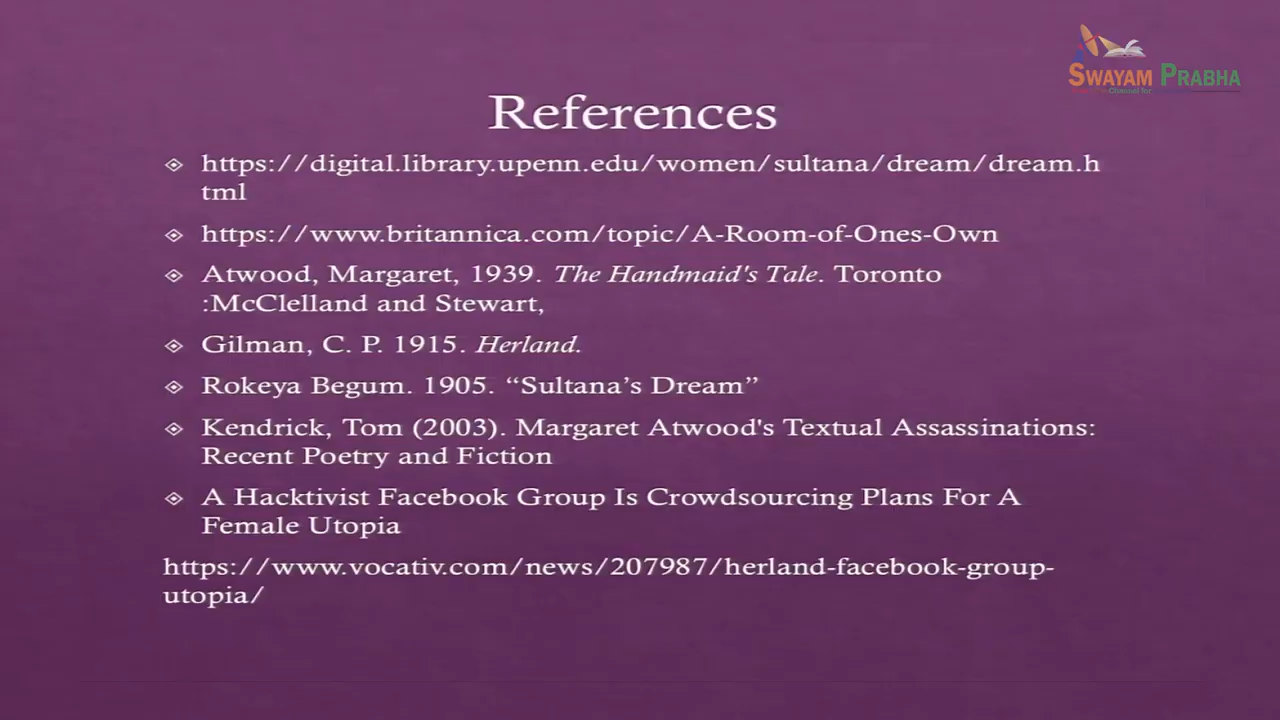 SWAYAM PRABHA
References
https://digital.library.upenn.edu/women/sultana/dream/dream.h
tml
https://www.britannica.com/topic/A-Room-of-Ones-Own
Atwood, Margaret, 1939. The Handmaid's Tale. Toronto
:McClelland and Stewart,
Gilman, C. P. 1915. Herland.
Rokeya Begum. 1905. “Sultana’s Dream”
Kendrick, Tom (2003). Margaret Atwood's Textual Assassinations:
Recent Poetry and Fiction
A Hacktivist Facebook Group Is Crowdsourcing Plans For A
Female Utopia
https://www.vocativ.com/news/207987/herland-facebook-group-
utopia/